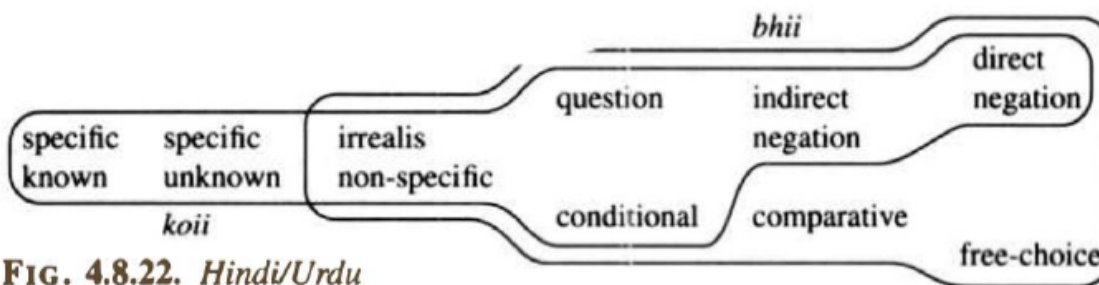 bhii
direct
question indirect negation
specific specific irrealis negation
known unknown non-specific
koii conditional comparative
free-choice
FIG. 4.8.22. Hindi/Urdu